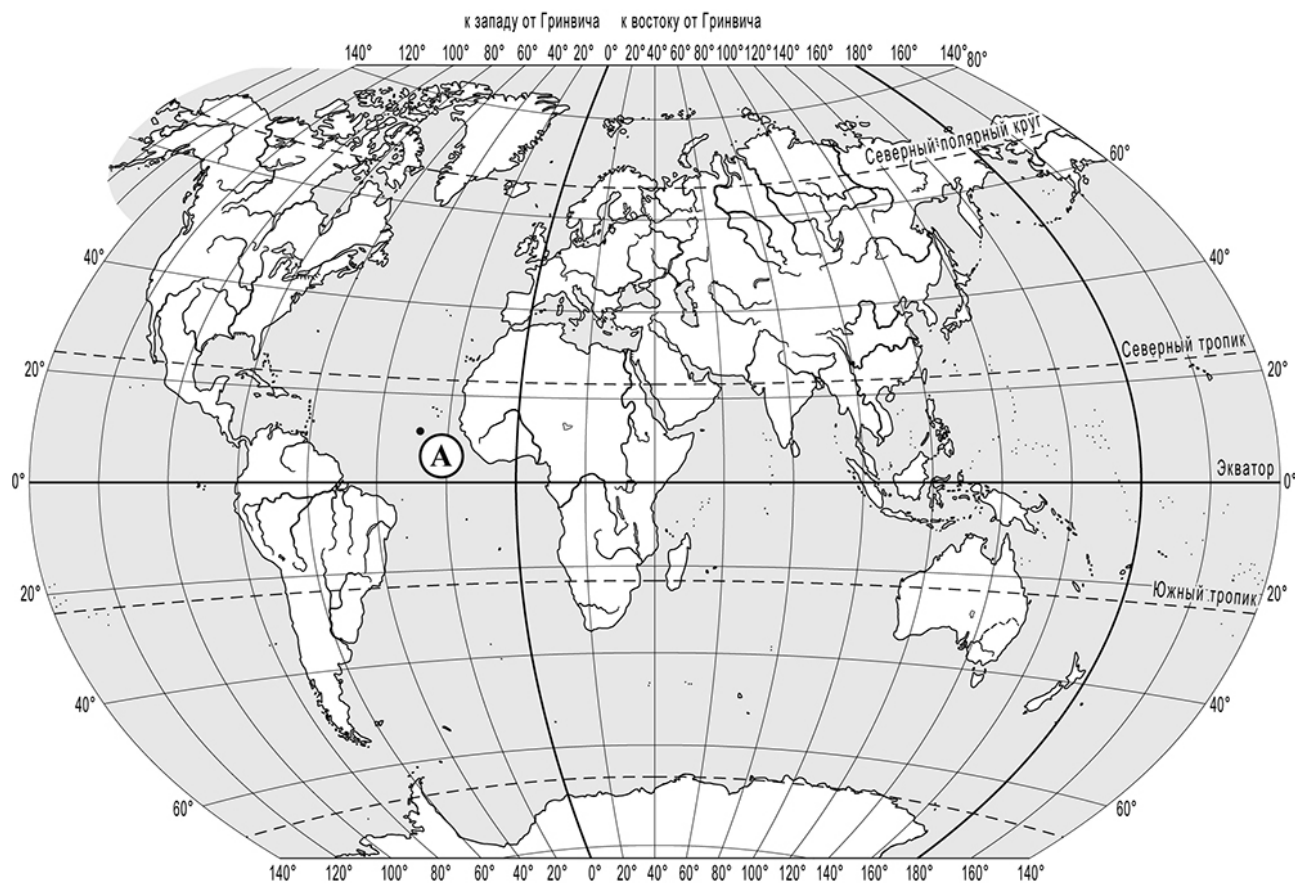 к западу от Гринвича к востоку от Гринвича
140° 120° 100° 80° 60° 40° 20° 0° 20° 40° 60° 80° 100° 120° 140° 160° 180° 160° 140° 80°
Северный полярный круг
60°
40° 40°
Северный тропик
20° 20°
А
Экватор
0° 0°
Южный тропик
20° 20°
40° 40°
60° 60°
140° 120° 100° 80° 60° 40° 20° 0° 20° 40° 60° 80° 100° 120° 140° 160° 180° 160° 140°